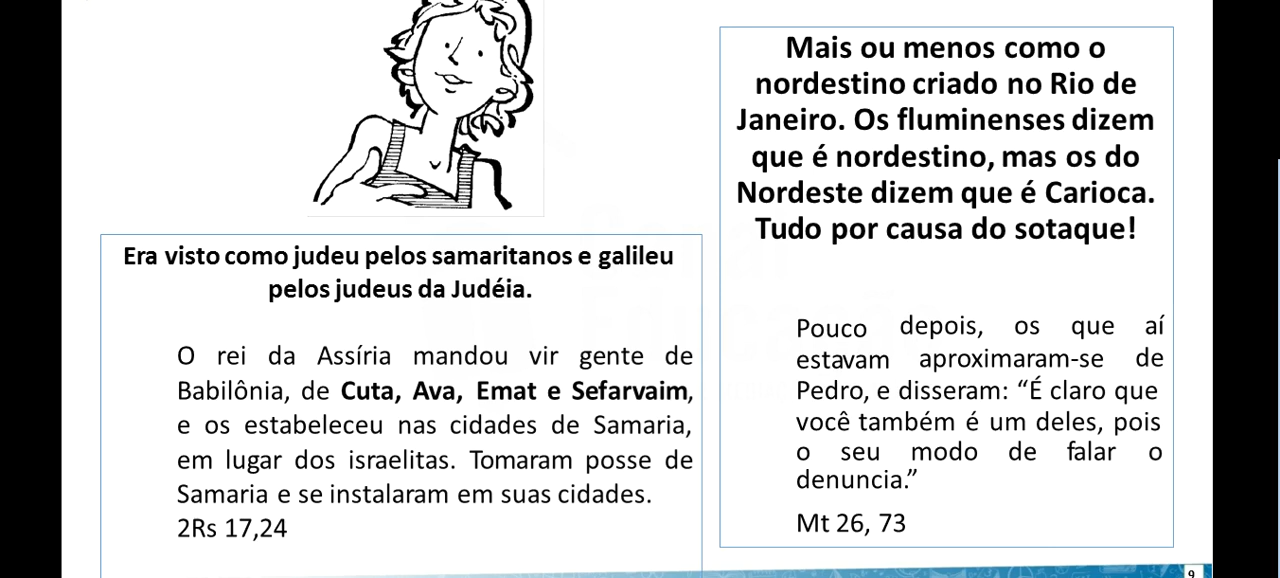 Era visto como judeu pelos samaritanos e galileu
pelos judeus da Judéia.
O rei da Assíria mandou vir gente de
Babilônia, de Cuta, Ava, Emat e Sefarvaim,
e os estabeleceu nas cidades de Samaria,
em lugar dos israelitas. Tomaram posse de
Samaria e se instalaram em suas cidades.
2Rs 17,24
Mais ou menos como o
nordestino criado no Rio de
Janeiro. Os fluminenses dizem
que é nordestino, mas os do
Nordeste dizem que é Carioca.
Tudo por causa do sotaque!
Pouco depois, os que aí
estavam aproximaram-se de
Pedro, e disseram: “É claro que
você também é um deles, pois
o seu modo de falar o
denuncia.”
Mt 26, 73
9